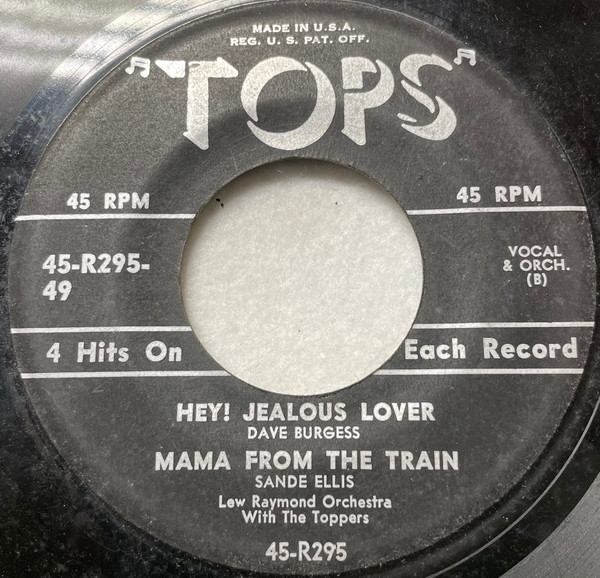 MADE IN U.S.A.
REG. U.S. PAT. OFF.
"TOPS"
45 RPM
45 RPM
45-R295-
49
VOCAL
& ORCH.
(B)
4 Hits On
Each Record
HEY! JEALOUS LOVER
DAVE BURGESS
MAMA FROM THE TRAIN
SANDE ELLIS
Lew Raymond Orchestra
With The Toppers
45-R295